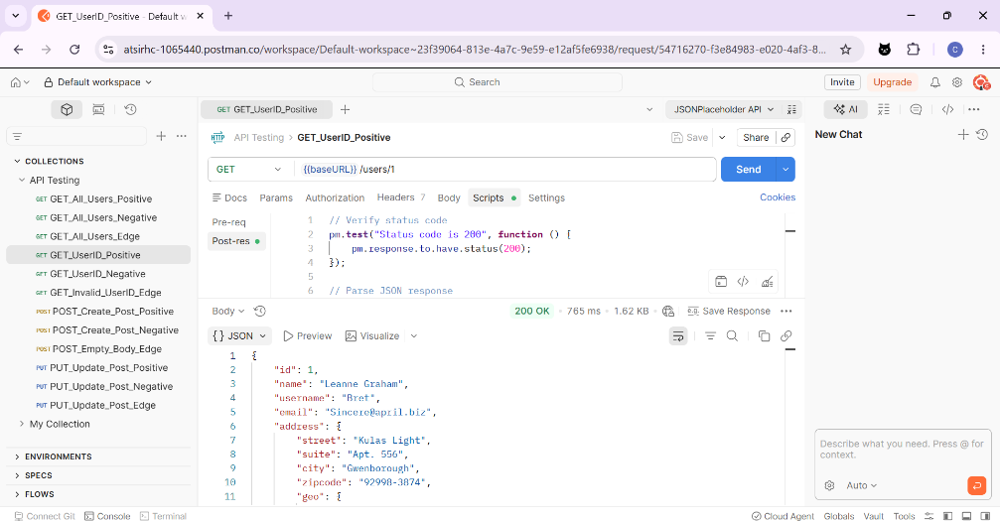 GET_UserID_Positive - Default w
atsirhc-1065440.postman.co/workspace/Default-workspace~23f39064-813e-4a7c-9e59-e12af5fe6938/request/54716270-f3e84983-e020-4af3-8...
C
Default workspace
Search
Invite
Upgrade
GET GET_UserID_Positive
JSONPlaceholder API
AI
COLLECTIONS
API Testing
GET GET_All_Users_Positive
GET GET_All_Users_Negative
GET GET_All_Users_Edge
GET GET_UserID_Positive
GET GET_UserID_Negative
GET GET_Invalid_UserID_Edge
POST POST_Create_Post_Positive
POST POST_Create_Post_Negative
POST POST_Empty_Body_Edge
PUT PUT_Update_Post_Positive
PUT PUT_Update_Post_Negative
PUT PUT_Update_Post_Edge
My Collection
ENVIRONMENTS
SPECS
FLOWS
HTTP API Testing > GET_UserID_Positive
Save
Share
GET
{{baseURL}} /users/1
Send
Docs Params Authorization Headers 7 Body Scripts Settings
Cookies
Pre-req
Post-res
1 // Verify status code
2 pm.test("Status code is 200", function () {
3 pm.response.to.have.status(200);
4 });
5
6 // Parse JSON response
Body
200 OK • 765 ms • 1.62 KB
Save Response
{} JSON
Preview
Visualize
1 {
2 "id": 1,
3 "name": "Leanne Graham",
4 "username": "Bret",
5 "email": "Sincere@april.biz",
6 "address": {
7 "street": "Kulas Light",
8 "suite": "Apt. 556",
9 "city": "Gwenborough",
10 "zipcode": "92998-3874",
11 "geo": {
New Chat
Describe what you need. Press @ for
context.
Auto
Connect Git
Console
Terminal
Cloud Agent
Globals
Vault
Tools